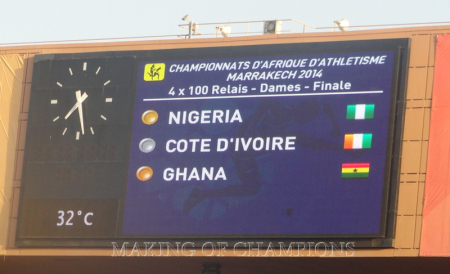 CHAMPIONNATS D'AFRIQUE D'ATHLETISME
MARRAKECH 2014
4 x 100 Relais - Dames - Finale
NIGERIA
COTE D'IVOIRE
GHANA
32°c
MAKING OF CHAMPIONS